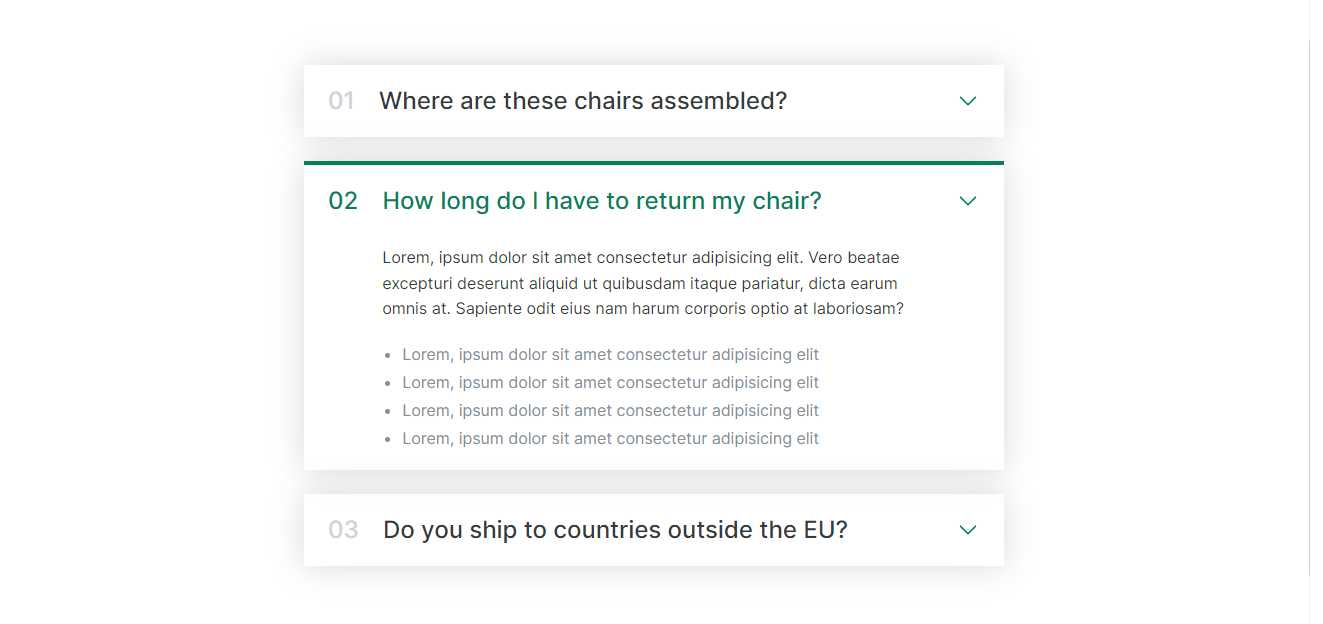 01 Where are these chairs assembled?
02 How long do I have to return my chair?
Lorem, ipsum dolor sit amet consectetur adipisicing elit. Vero beatae
excepturi deserunt aliquid ut quibusdam itaque pariatur, dicta earum
omnis at. Sapiente odit eius nam harum corporis optio at laboriosam?
• Lorem, ipsum dolor sit amet consectetur adipisicing elit
• Lorem, ipsum dolor sit amet consectetur adipisicing elit
• Lorem, ipsum dolor sit amet consectetur adipisicing elit
• Lorem, ipsum dolor sit amet consectetur adipisicing elit
03 Do you ship to countries outside the EU?